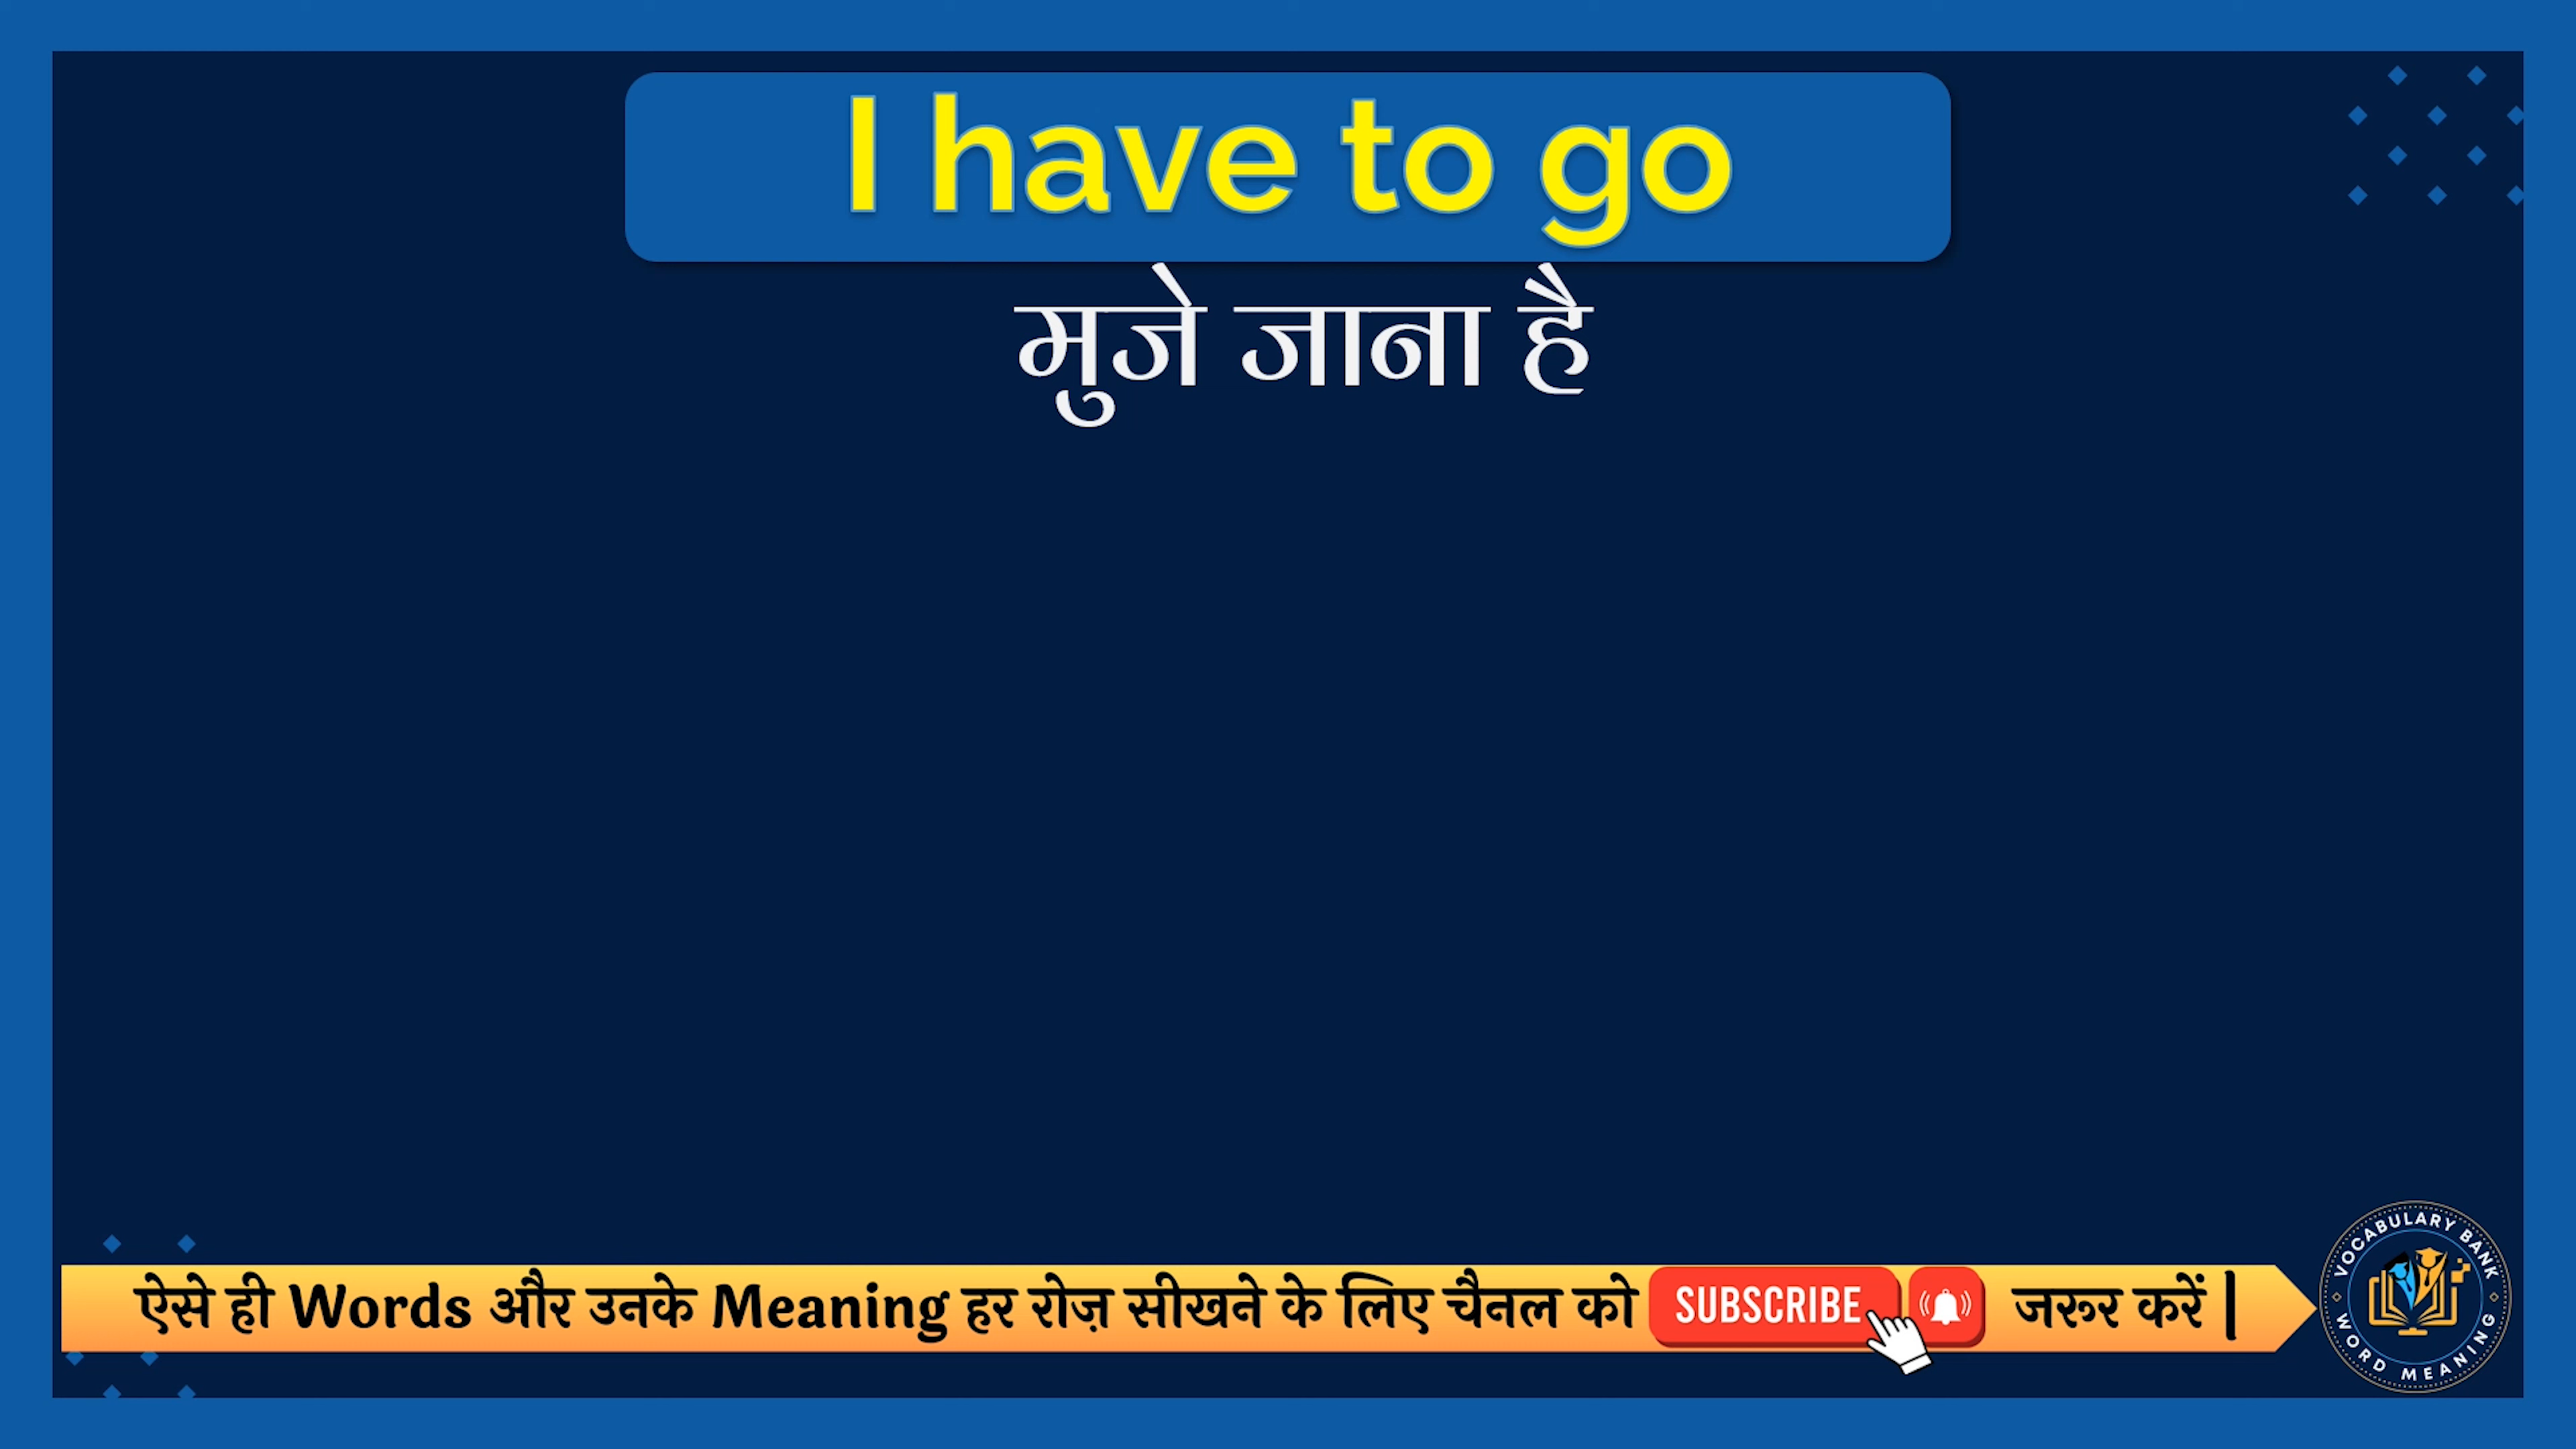 I have to go
मुजे जाना है
ऐसे ही Words और उनके Meaning हर रोज़ सीखने के लिए चैनल को SUBSCRIBE जरूर करें |
VOCABULARY BANK
WORD MEANING